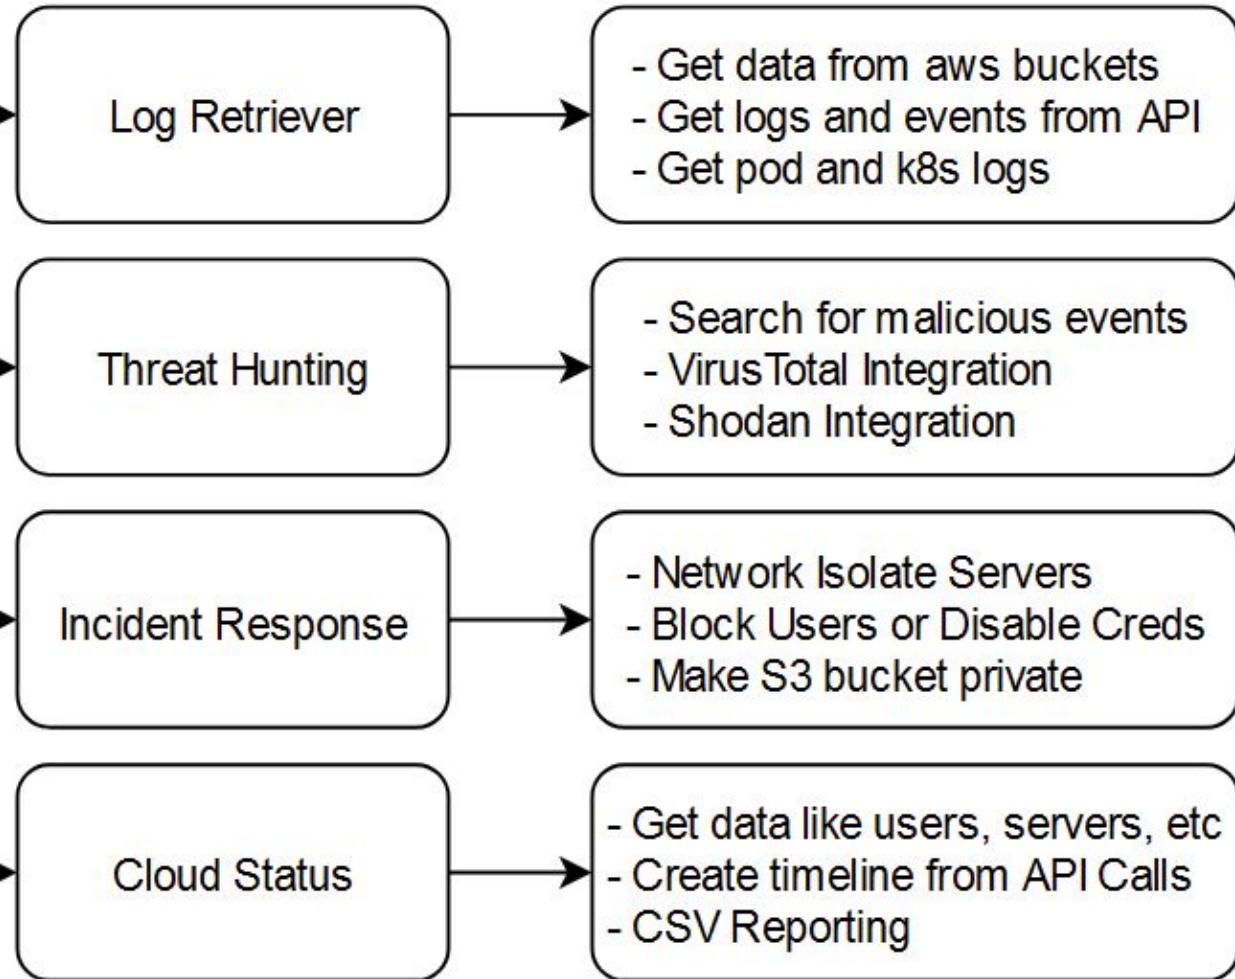 Log Retriever
- Get data from aws buckets
- Get logs and events from API
- Get pod and k8s logs
Threat Hunting
- Search for malicious events
- VirusTotal Integration
- Shodan Integration
Incident Response
- Network Isolate Servers
- Block Users or Disable Creds
- Make S3 bucket private
Cloud Status
- Get data like users, servers, etc
- Create timeline from API Calls
- CSV Reporting